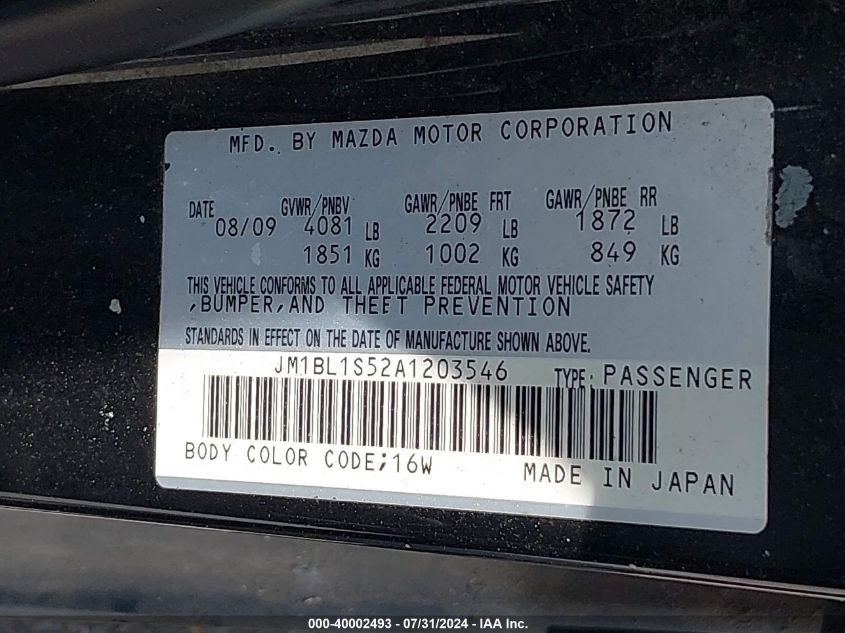 MFD. BY MAZDA MOTOR CORPORATION
DATE GVWR/PNBV GAWR/PNBE FRT GAWR/PNBE RR
08/09 4081 LB 2209 LB 1872 LB
1851 KG 1002 KG 849 KG
THIS VEHICLE CONFORMS TO ALL APPLICABLE FEDERAL MOTOR VEHICLE SAFETY
,BUMPER,AND THEFT PREVENTION
STANDARDS IN EFFECT ON THE DATE OF MANUFACTURE SHOWN ABOVE.
JM1BL1S52A1203546 TYPE: PASSENGER
BODY COLOR CODE;16W MADE IN JAPAN
000-40002493 - 07/31/2024 - IAA Inc.